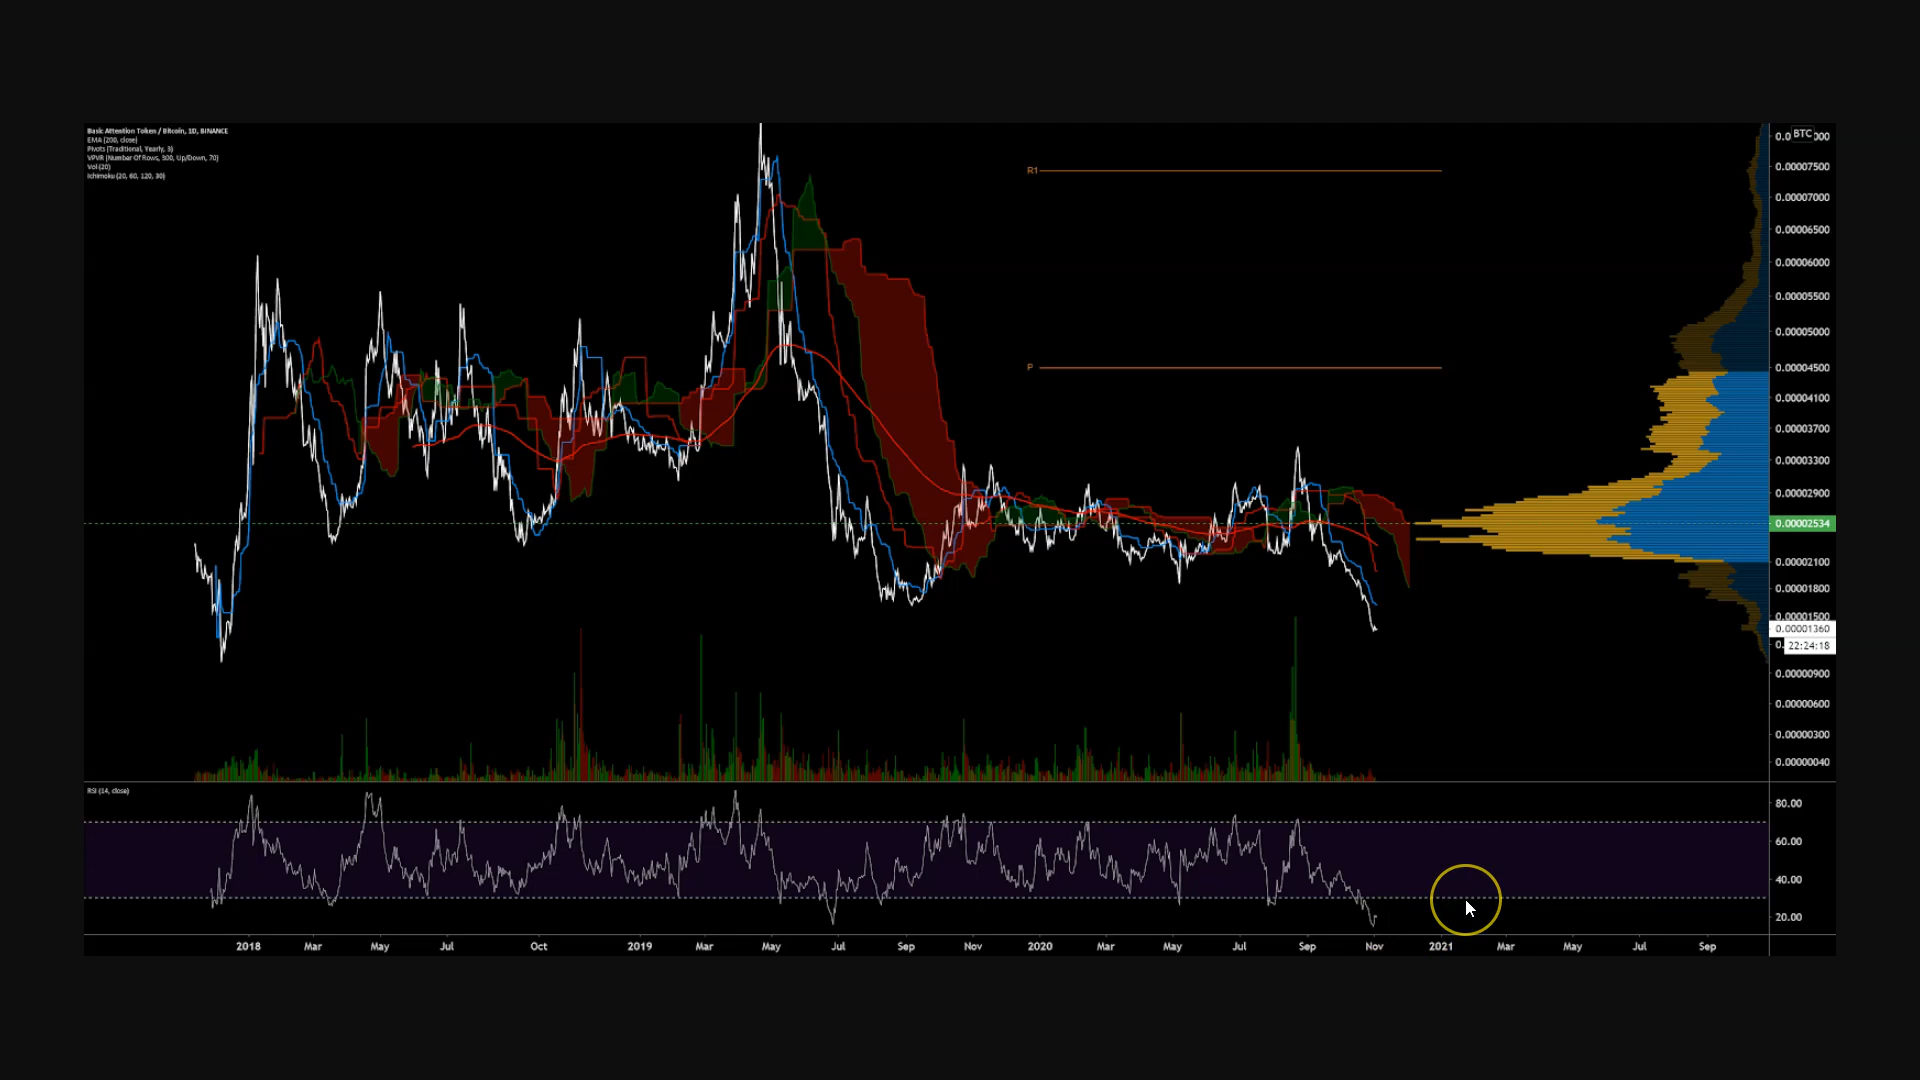 Basic Attention Token / Bitcoin, 1D, BINANCE
EMA (200, close)
Pivots (Traditional, Yearly, 3)
VPVR (Number Of Rows, 300, Up/Down, 70)
Vol (20)
Ichimoku (20, 60, 120, 30)
BTC
R1
P
0.00007500
0.00007000
0.00006500
0.00006000
0.00005500
0.00005000
0.00004500
0.00004100
0.00003700
0.00003300
0.00002900
0.00002534
0.00002100
0.00001800
0.00001500
0.00001360
22:24:18
0.00000900
0.00000600
0.00000300
0.00000040
RSI (14, close)
80.00
60.00
40.00
20.00
2018 Mar May Jul Oct 2019 Mar May Jul Sep Nov 2020 Mar May Jul Sep Nov 2021 Mar May Jul Sep